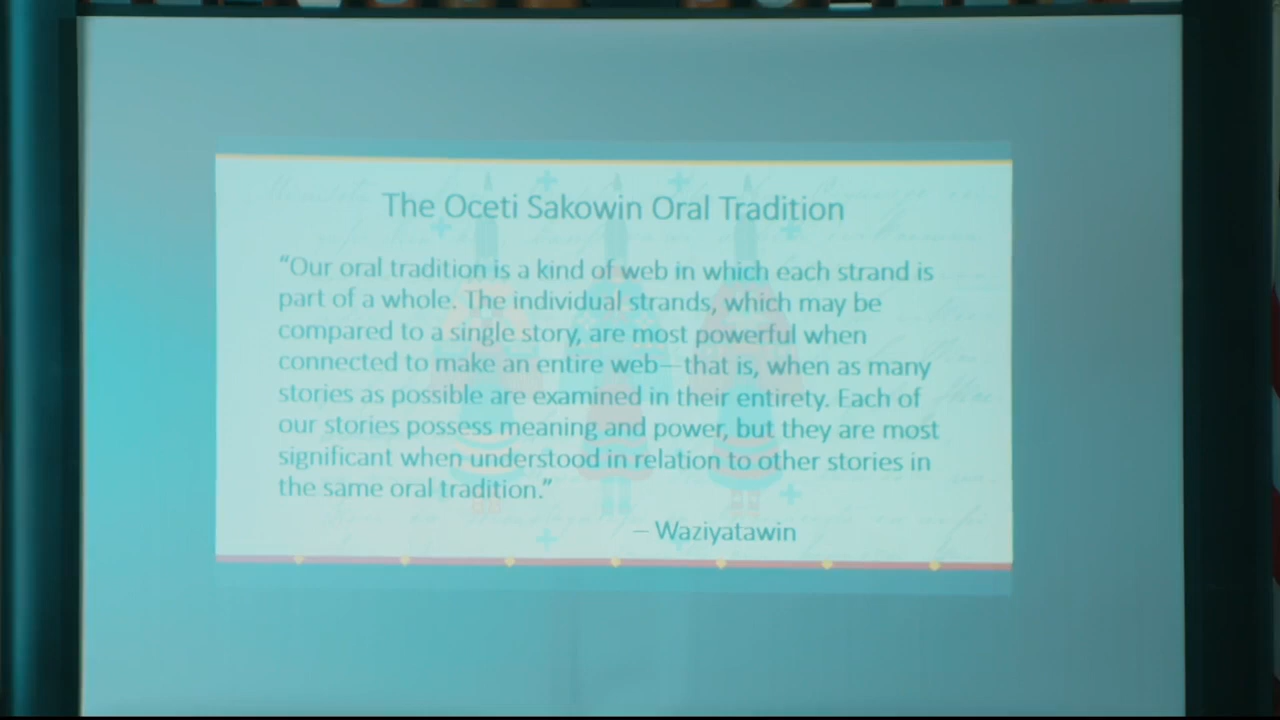 The Oceti Sakowin Oral Tradition
“Our oral tradition is a kind of web in which each strand is
part of a whole. The individual strands, which may be
compared to a single story, are most powerful when
connected to make an entire web—that is, when as many
stories as possible are examined in their entirety. Each of
our stories possess meaning and power, but they are most
significant when understood in relation to other stories in
the same oral tradition.”
– Waziyatawin